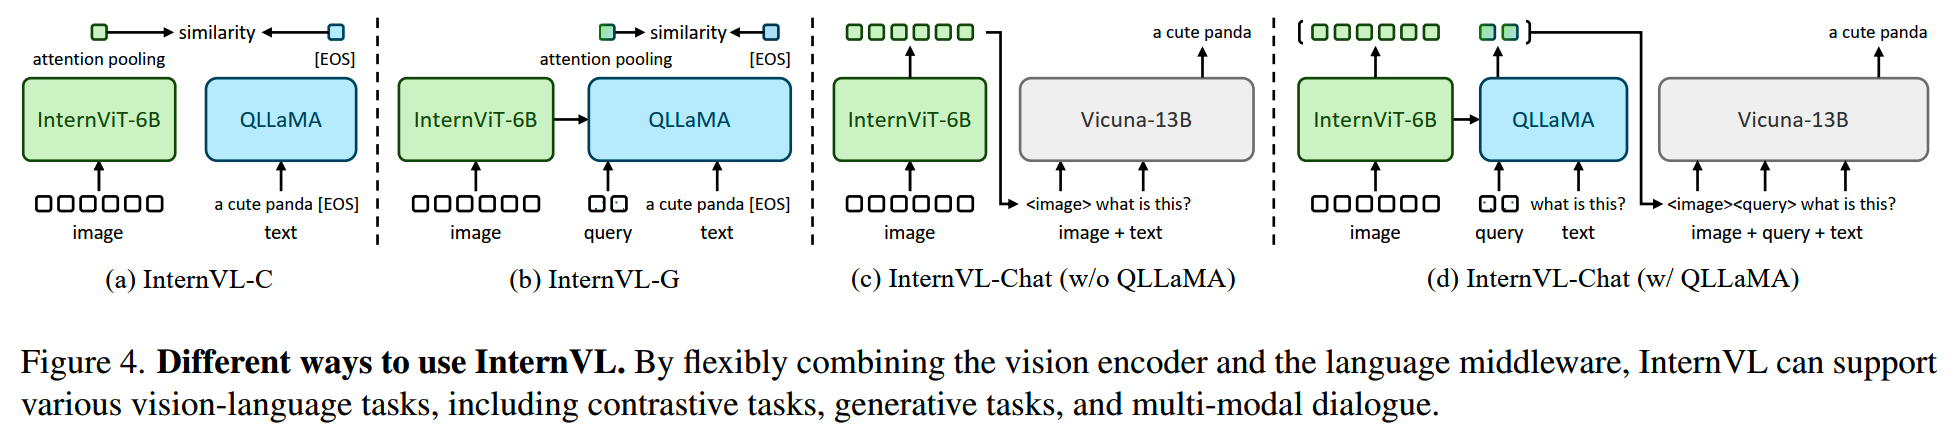 similarity
attention pooling
[EOS]
InternViT-6B
QLLaMA
a cute panda [EOS]
image
text
(a) InternVL-C
similarity
attention pooling
[EOS]
InternViT-6B
QLLaMA
a cute panda [EOS]
image
query
text
(b) InternVL-G
a cute panda
InternViT-6B
Vicuna-13B
<image> what is this?
image
image + text
(c) InternVL-Chat (w/o QLLaMA)
a cute panda
InternViT-6B
QLLaMA
Vicuna-13B
what is this?
<image><query> what is this?
image
query
text
image + query + text
(d) InternVL-Chat (w/ QLLaMA)
Figure 4. Different ways to use InternVL. By flexibly combining the vision encoder and the language middleware, InternVL can support
various vision-language tasks, including contrastive tasks, generative tasks, and multi-modal dialogue.